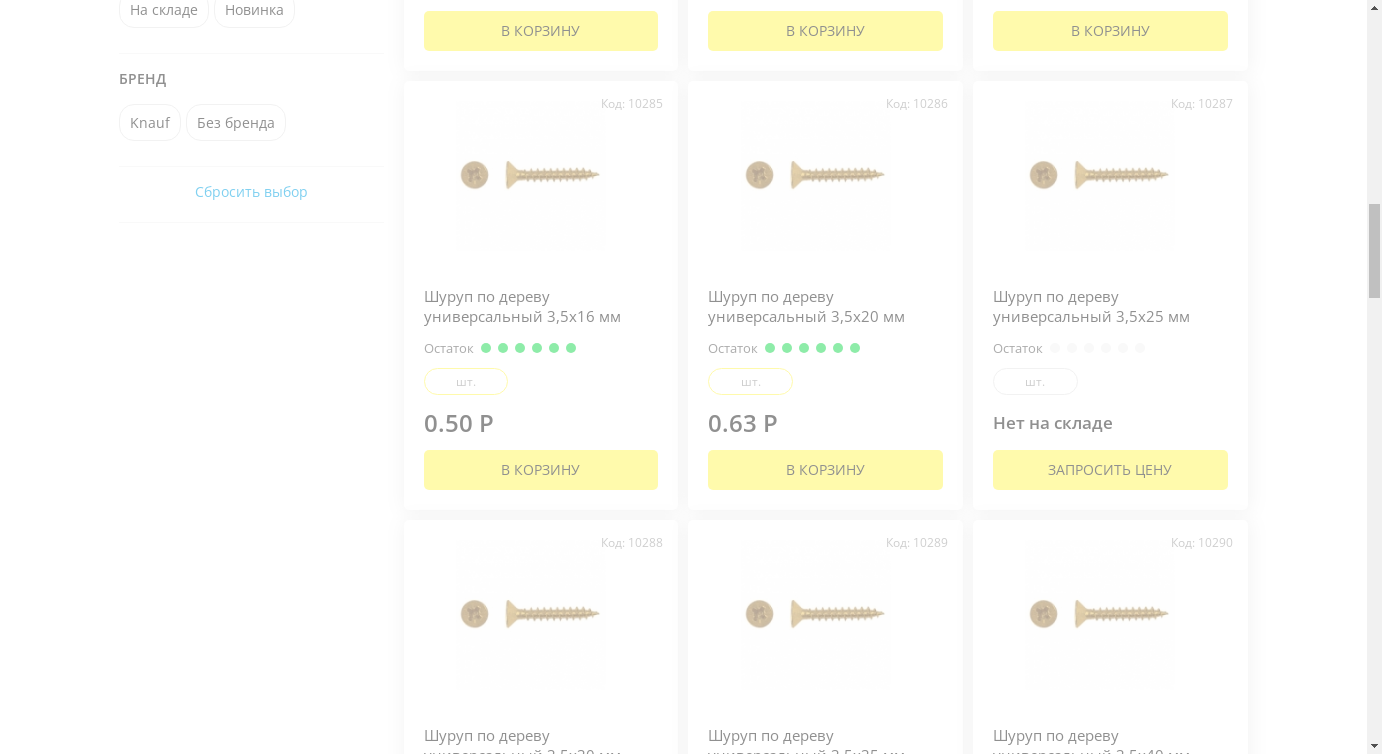 На складе
Новинка
БРЕНД
Knauf
Без бренда
Сбросить выбор
В КОРЗИНУ
В КОРЗИНУ
В КОРЗИНУ
Код: 10285
Шуруп по дереву
универсальный 3,5х16 мм
Остаток
шт.
0.50 Р
В КОРЗИНУ
Код: 10286
Шуруп по дереву
универсальный 3,5х20 мм
Остаток
шт.
0.63 Р
В КОРЗИНУ
Код: 10287
Шуруп по дереву
универсальный 3,5х25 мм
Остаток
шт.
Нет на складе
ЗАПРОСИТЬ ЦЕНУ
Код: 10288
Шуруп по дереву
Код: 10289
Шуруп по дереву
Код: 10290
Шуруп по дереву